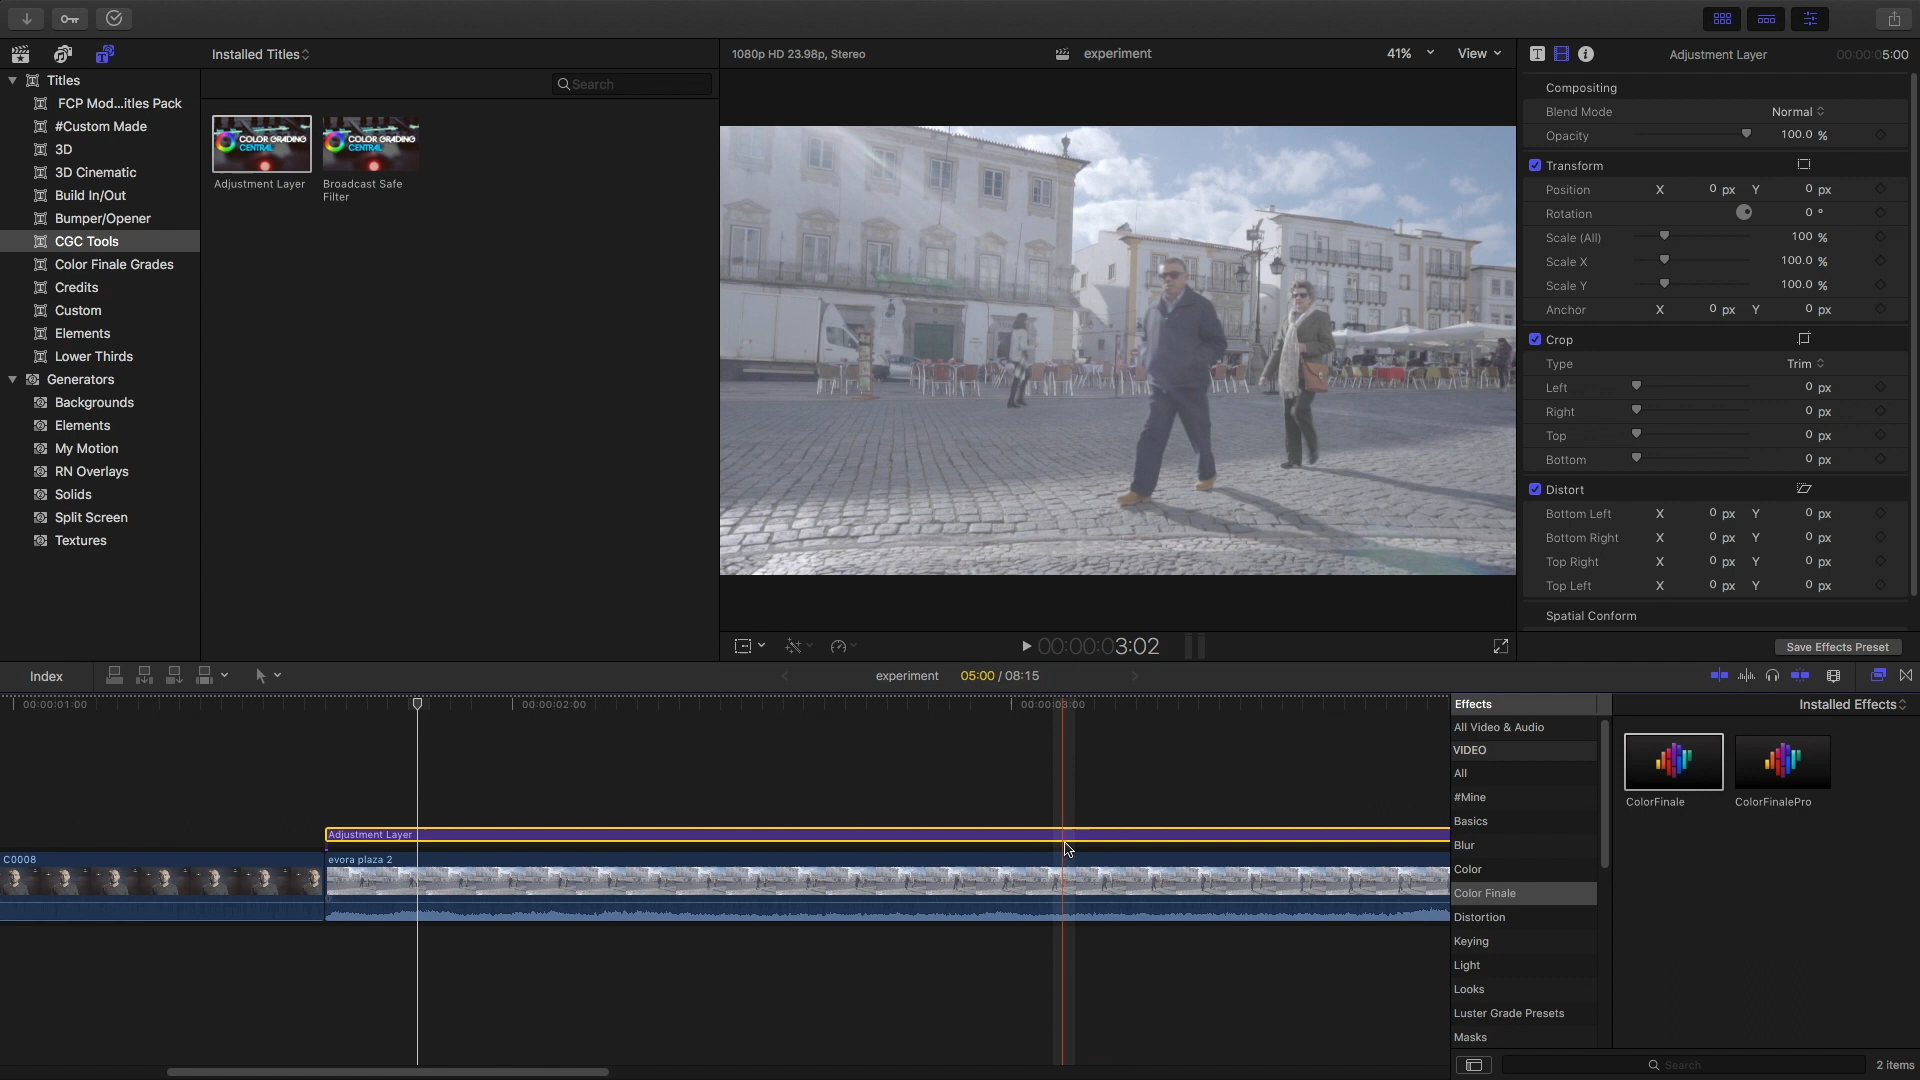 Installed Titles
1080p HD 23.98p, Stereo
experiment
41%
View
Adjustment Layer
00:00:05:00
Titles
FCP Mod...itles Pack
#Custom Made
3D
3D Cinematic
Build In/Out
Bumper/Opener
CGC Tools
Color Finale Grades
Credits
Custom
Elements
Lower Thirds
Generators
Backgrounds
Elements
My Motion
RN Overlays
Solids
Split Screen
Textures
Search
COLOR GRADING
CENTRAL
COLOR GRADING
CENTRAL
Adjustment Layer
Broadcast Safe
Filter
Compositing
Blend Mode Normal
Opacity 100.0 %
Transform
Position X 0 px Y 0 px
Rotation 0 °
Scale (All) 100 %
Scale X 100.0 %
Scale Y 100.0 %
Anchor X 0 px Y 0 px
Crop
Type Trim
Left 0 px
Right 0 px
Top 0 px
Bottom 0 px
Distort
Bottom Left X 0 px Y 0 px
Bottom Right X 0 px Y 0 px
Top Right X 0 px Y 0 px
Top Left X 0 px Y 0 px
Spatial Conform
Save Effects Preset
00:00:03:02
Index
experiment 05:00 / 08:15
00:00:01:00
00:00:02:00
00:00:03:00
Adjustment Layer
C0008
evora plaza 2
Effects
Installed Effects
All Video & Audio
VIDEO
All
#Mine
Basics
Blur
Color
Color Finale
Distortion
Keying
Light
Looks
Luster Grade Presets
Masks
ColorFinale
ColorFinalePro
Search
2 items